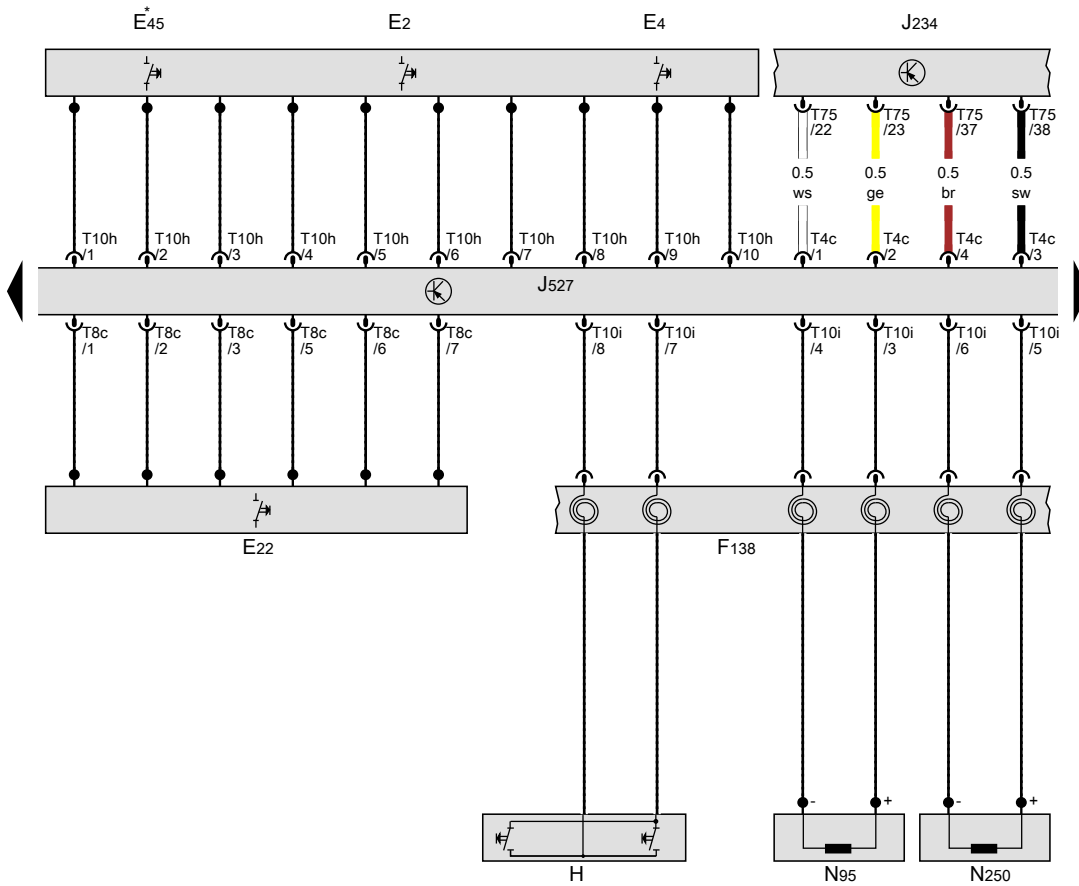 E45* E2 E4 J234
T75 T75 T75 T75
/22 /23 /37 /38
0.5 0.5 0.5 0.5
ws ge br sw
T10h T10h T10h T10h T10h T10h T10h T10h T10h T10h T4c T4c T4c T4c
/1 /2 /3 /4 /5 /6 /7 /8 /9 /10 /1 /2 /4 /3
J527
T8c T8c T8c T8c T8c T8c T10i T10i T10i T10i T10i T10i
/1 /2 /3 /5 /6 /7 /8 /7 /4 /3 /6 /5
E22 F138
- + - +
H N95 N250